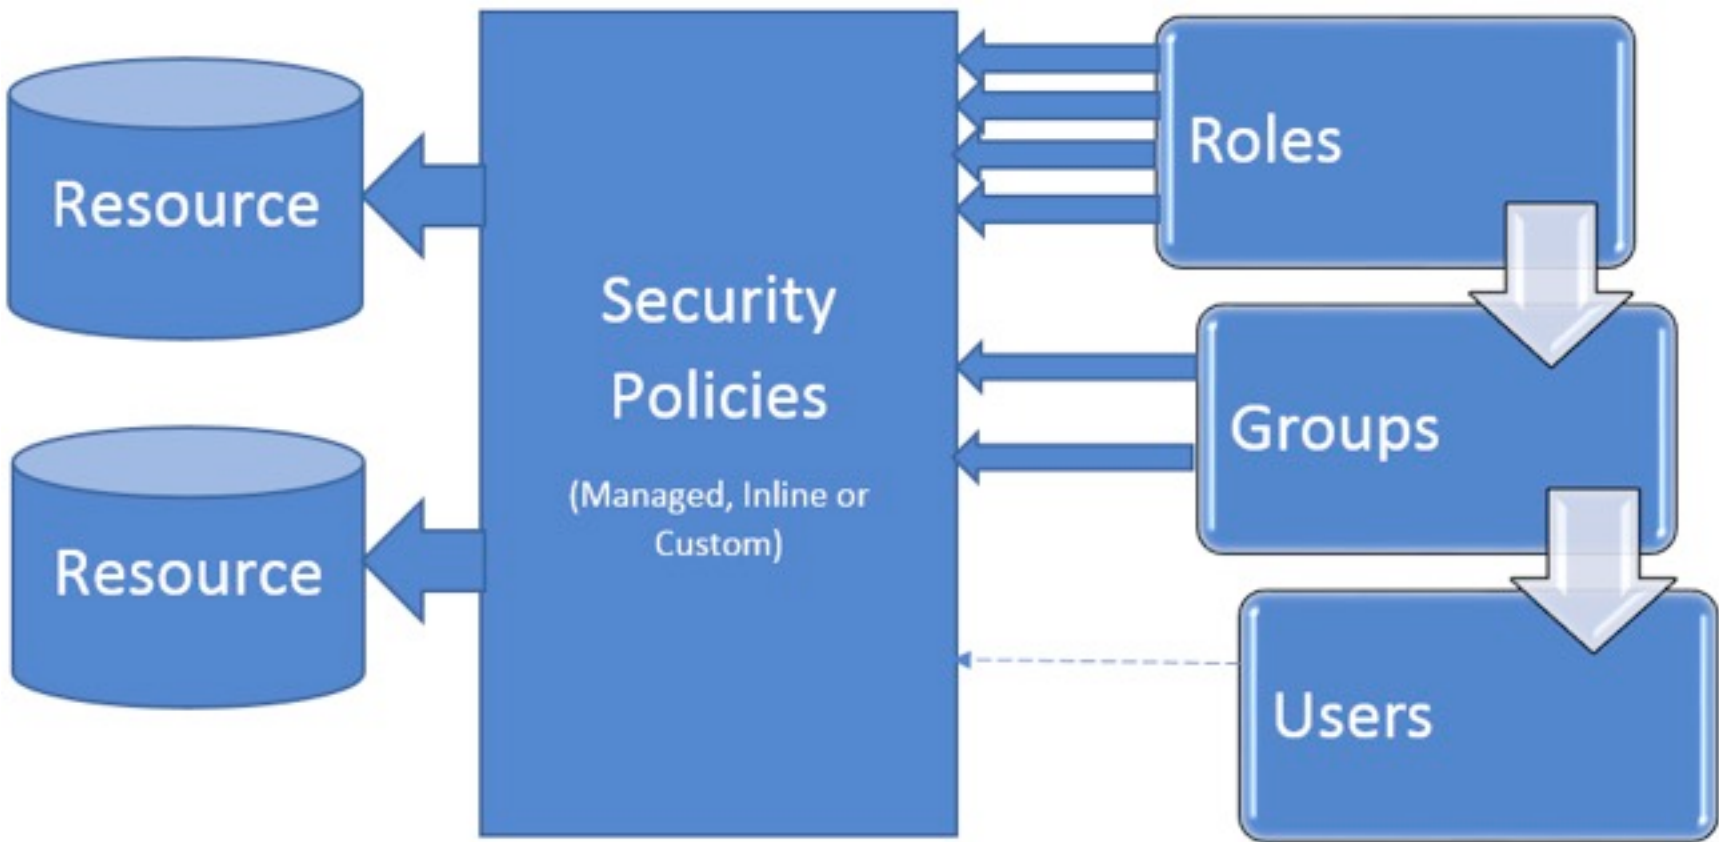 Resource
Resource
Security
Policies
(Managed, Inline or
Custom)
Roles
Groups
Users